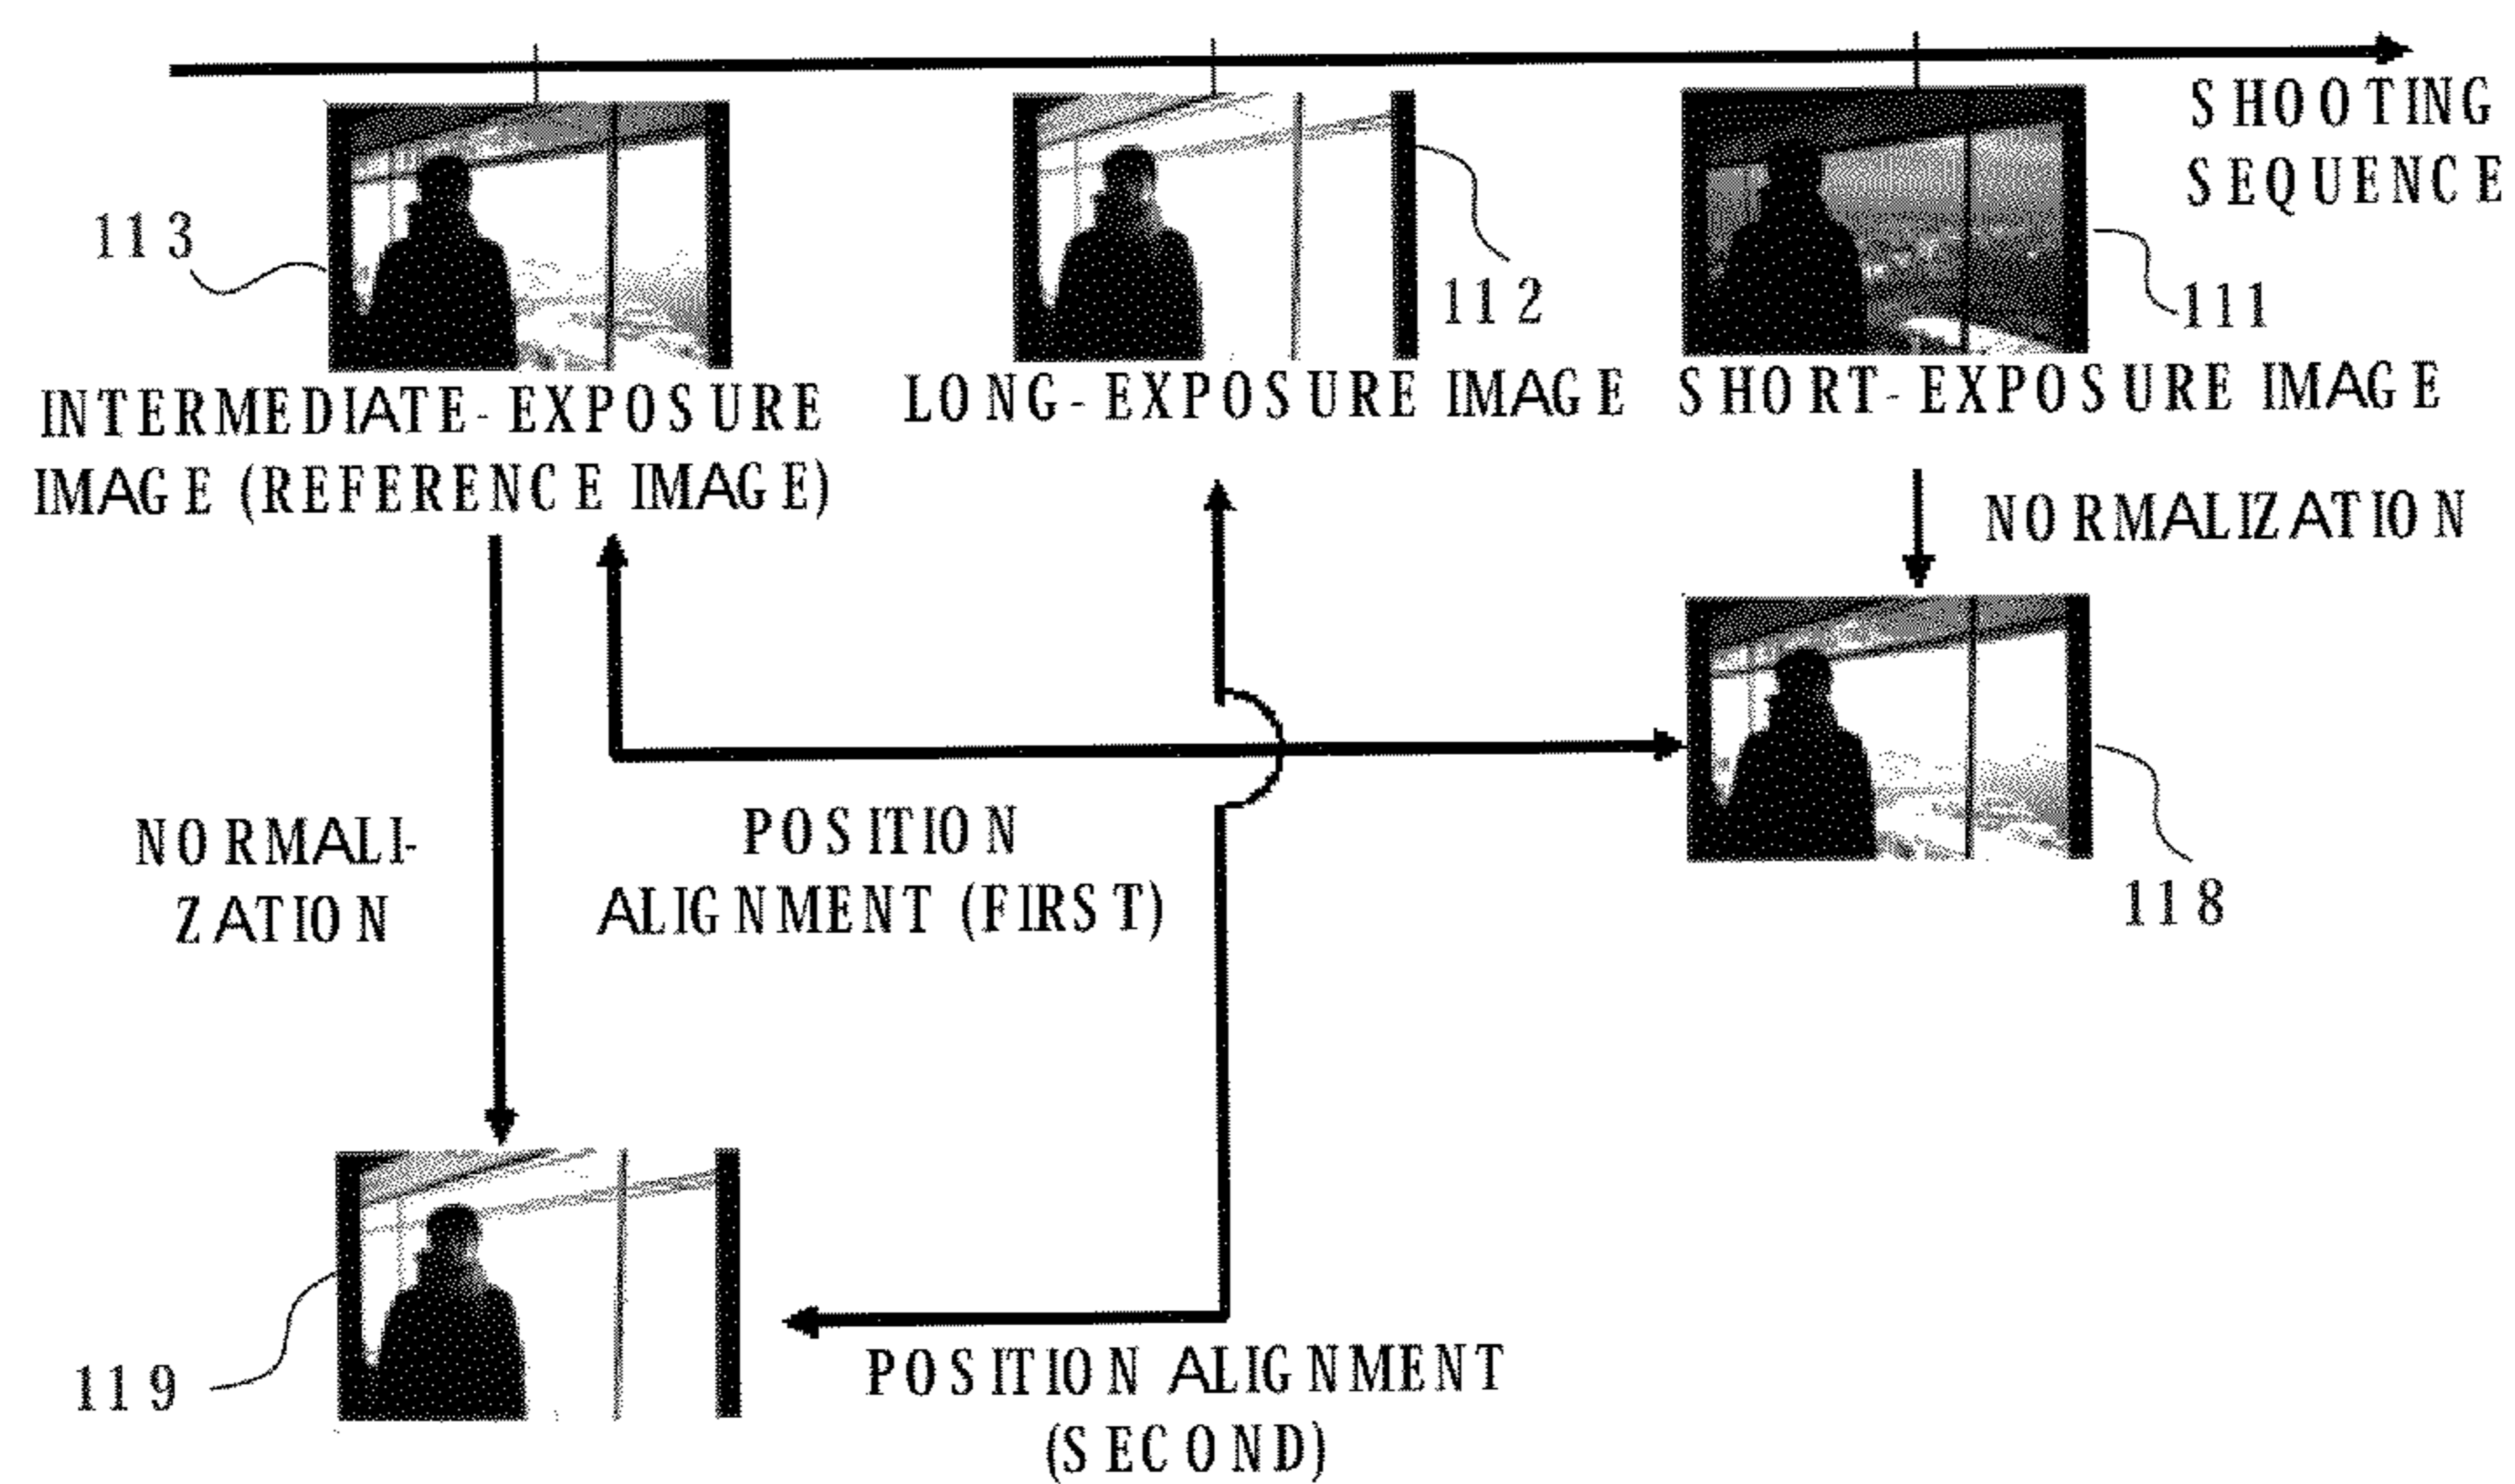 SHOOTING
SEQUENCE
113
112
111
INTERMEDIATE-EXPOSURE
IMAGE (REFERENCE IMAGE)
LONG-EXPOSURE IMAGE
SHORT-EXPOSURE IMAGE
NORMALIZATION
NORMALI-
ZATION
POSITION
ALIGNMENT (FIRST)
118
119
POSITION ALIGNMENT
(SECOND)